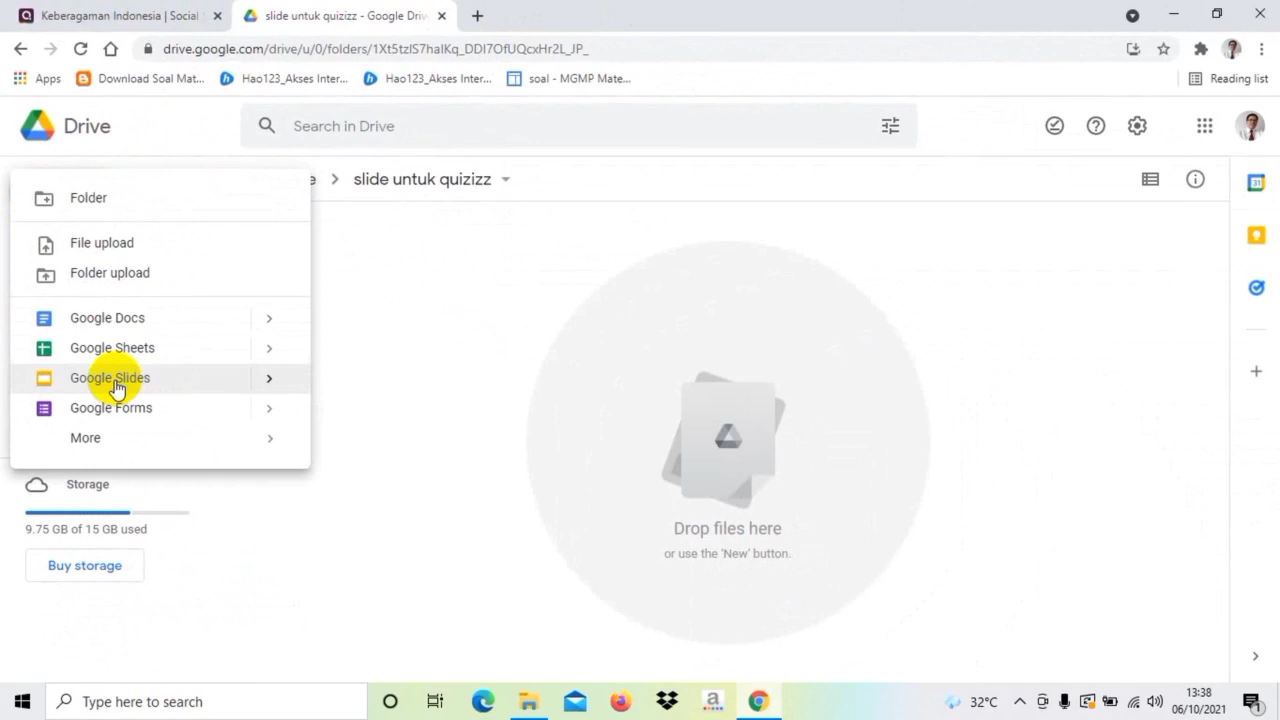 Keberagaman Indonesia | Social
slide untuk quizizz - Google Driv
drive.google.com/drive/u/0/folders/1Xt5tzIS7haIKq_DDI7OfUQcxHr2L_JP_
Apps
Download Soal Mat...
Hao123_Akses Inter...
Hao123_Akses Inter...
soal - MGMP Mate...
Reading list
Drive
Search in Drive
e
slide untuk quizizz
Folder
File upload
Folder upload
Google Docs
Google Sheets
Google Slides
Google Forms
More
Storage
9.75 GB of 15 GB used
Buy storage
Drop files here
or use the 'New' button.
31
Type here to search
a
32°C
13:38
06/10/2021
1